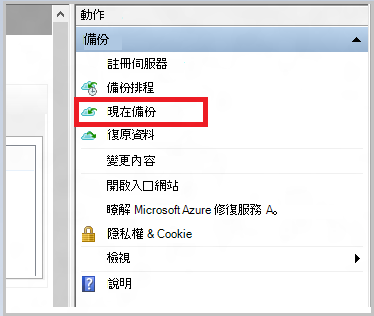 動作
備份
註冊伺服器
備份排程
現在備份
復原資料
變更內容
開啟入口網站
瞭解 Microsoft Azure 修復服務 A。
隱私權 & Cookie
檢視
說明